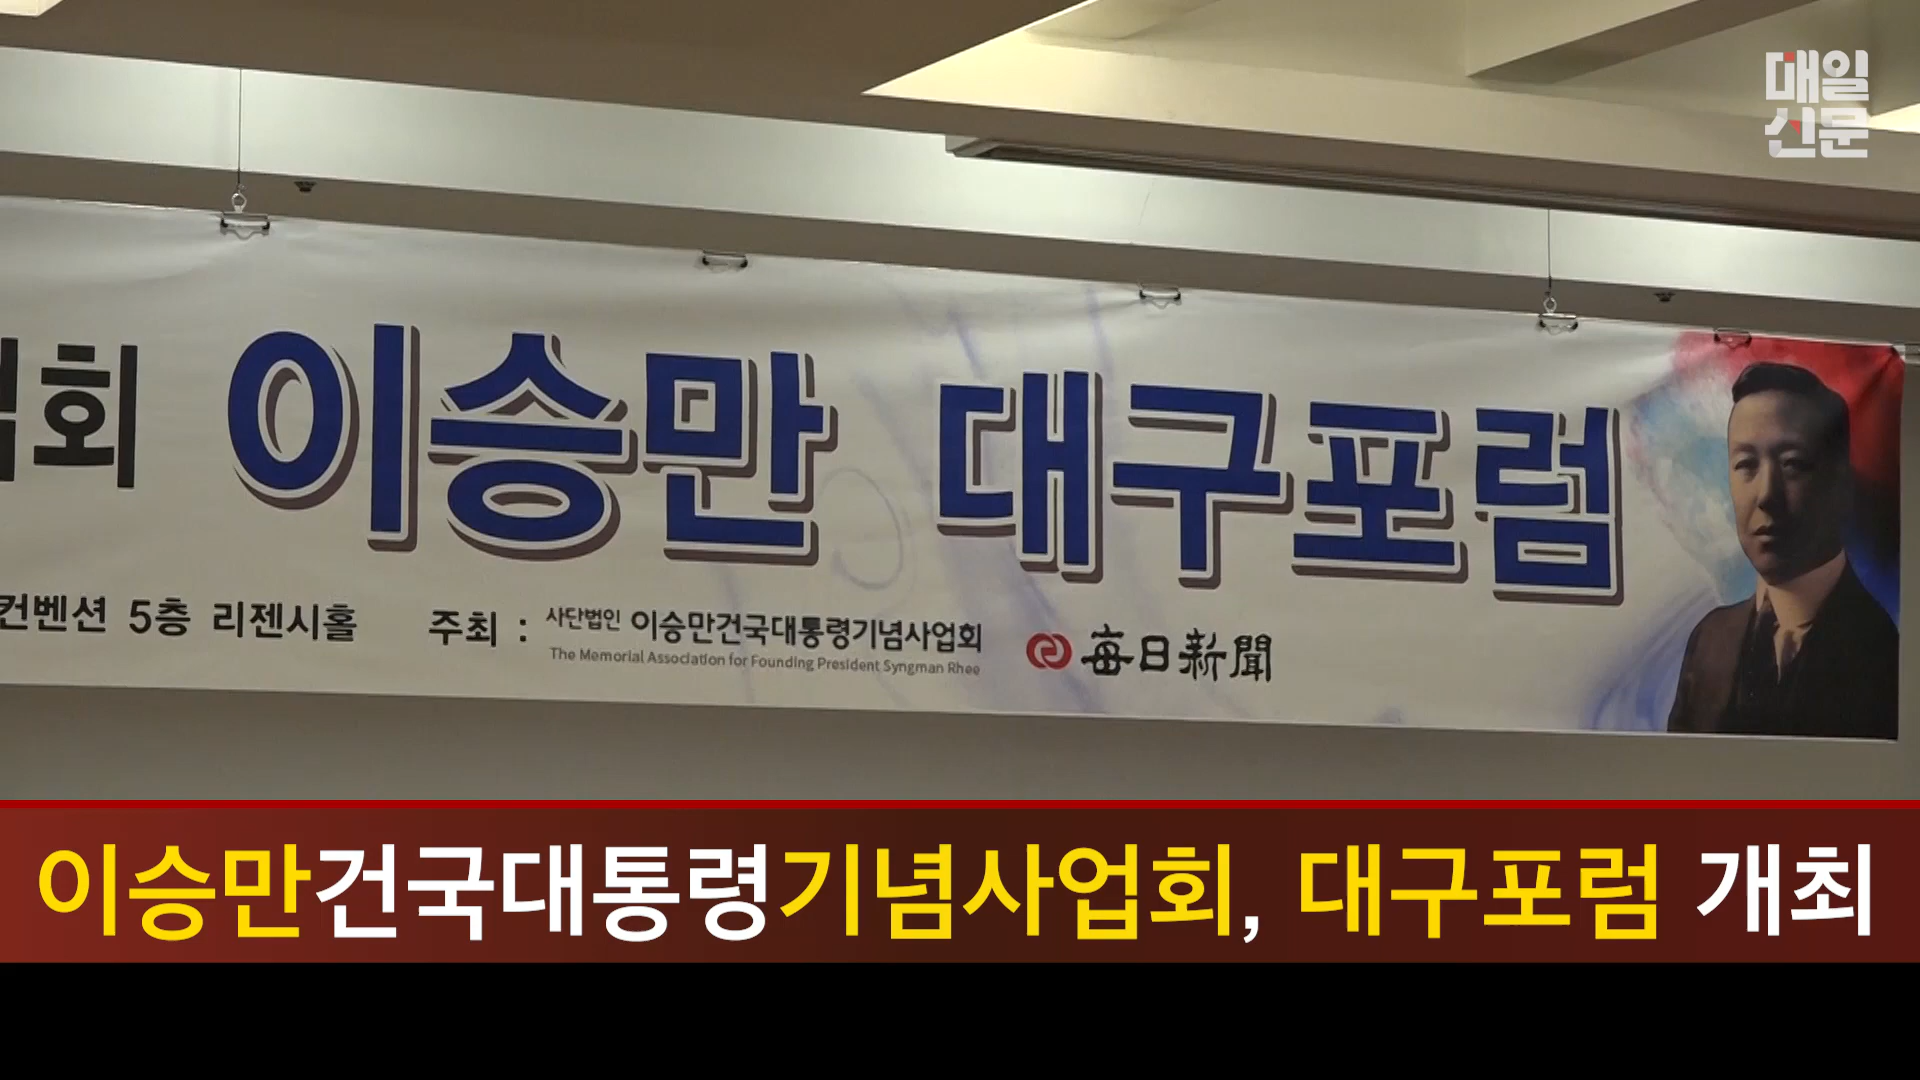 매일
신문
회 이승만 대구포럼
컨벤션 5층 리젠시홀 주최 : 사단법인 이승만건국대통령기념사업회 每日新聞
The Memorial Association for Founding President Syngman Rhee
이승만건국대통령기념사업회, 대구포럼 개최